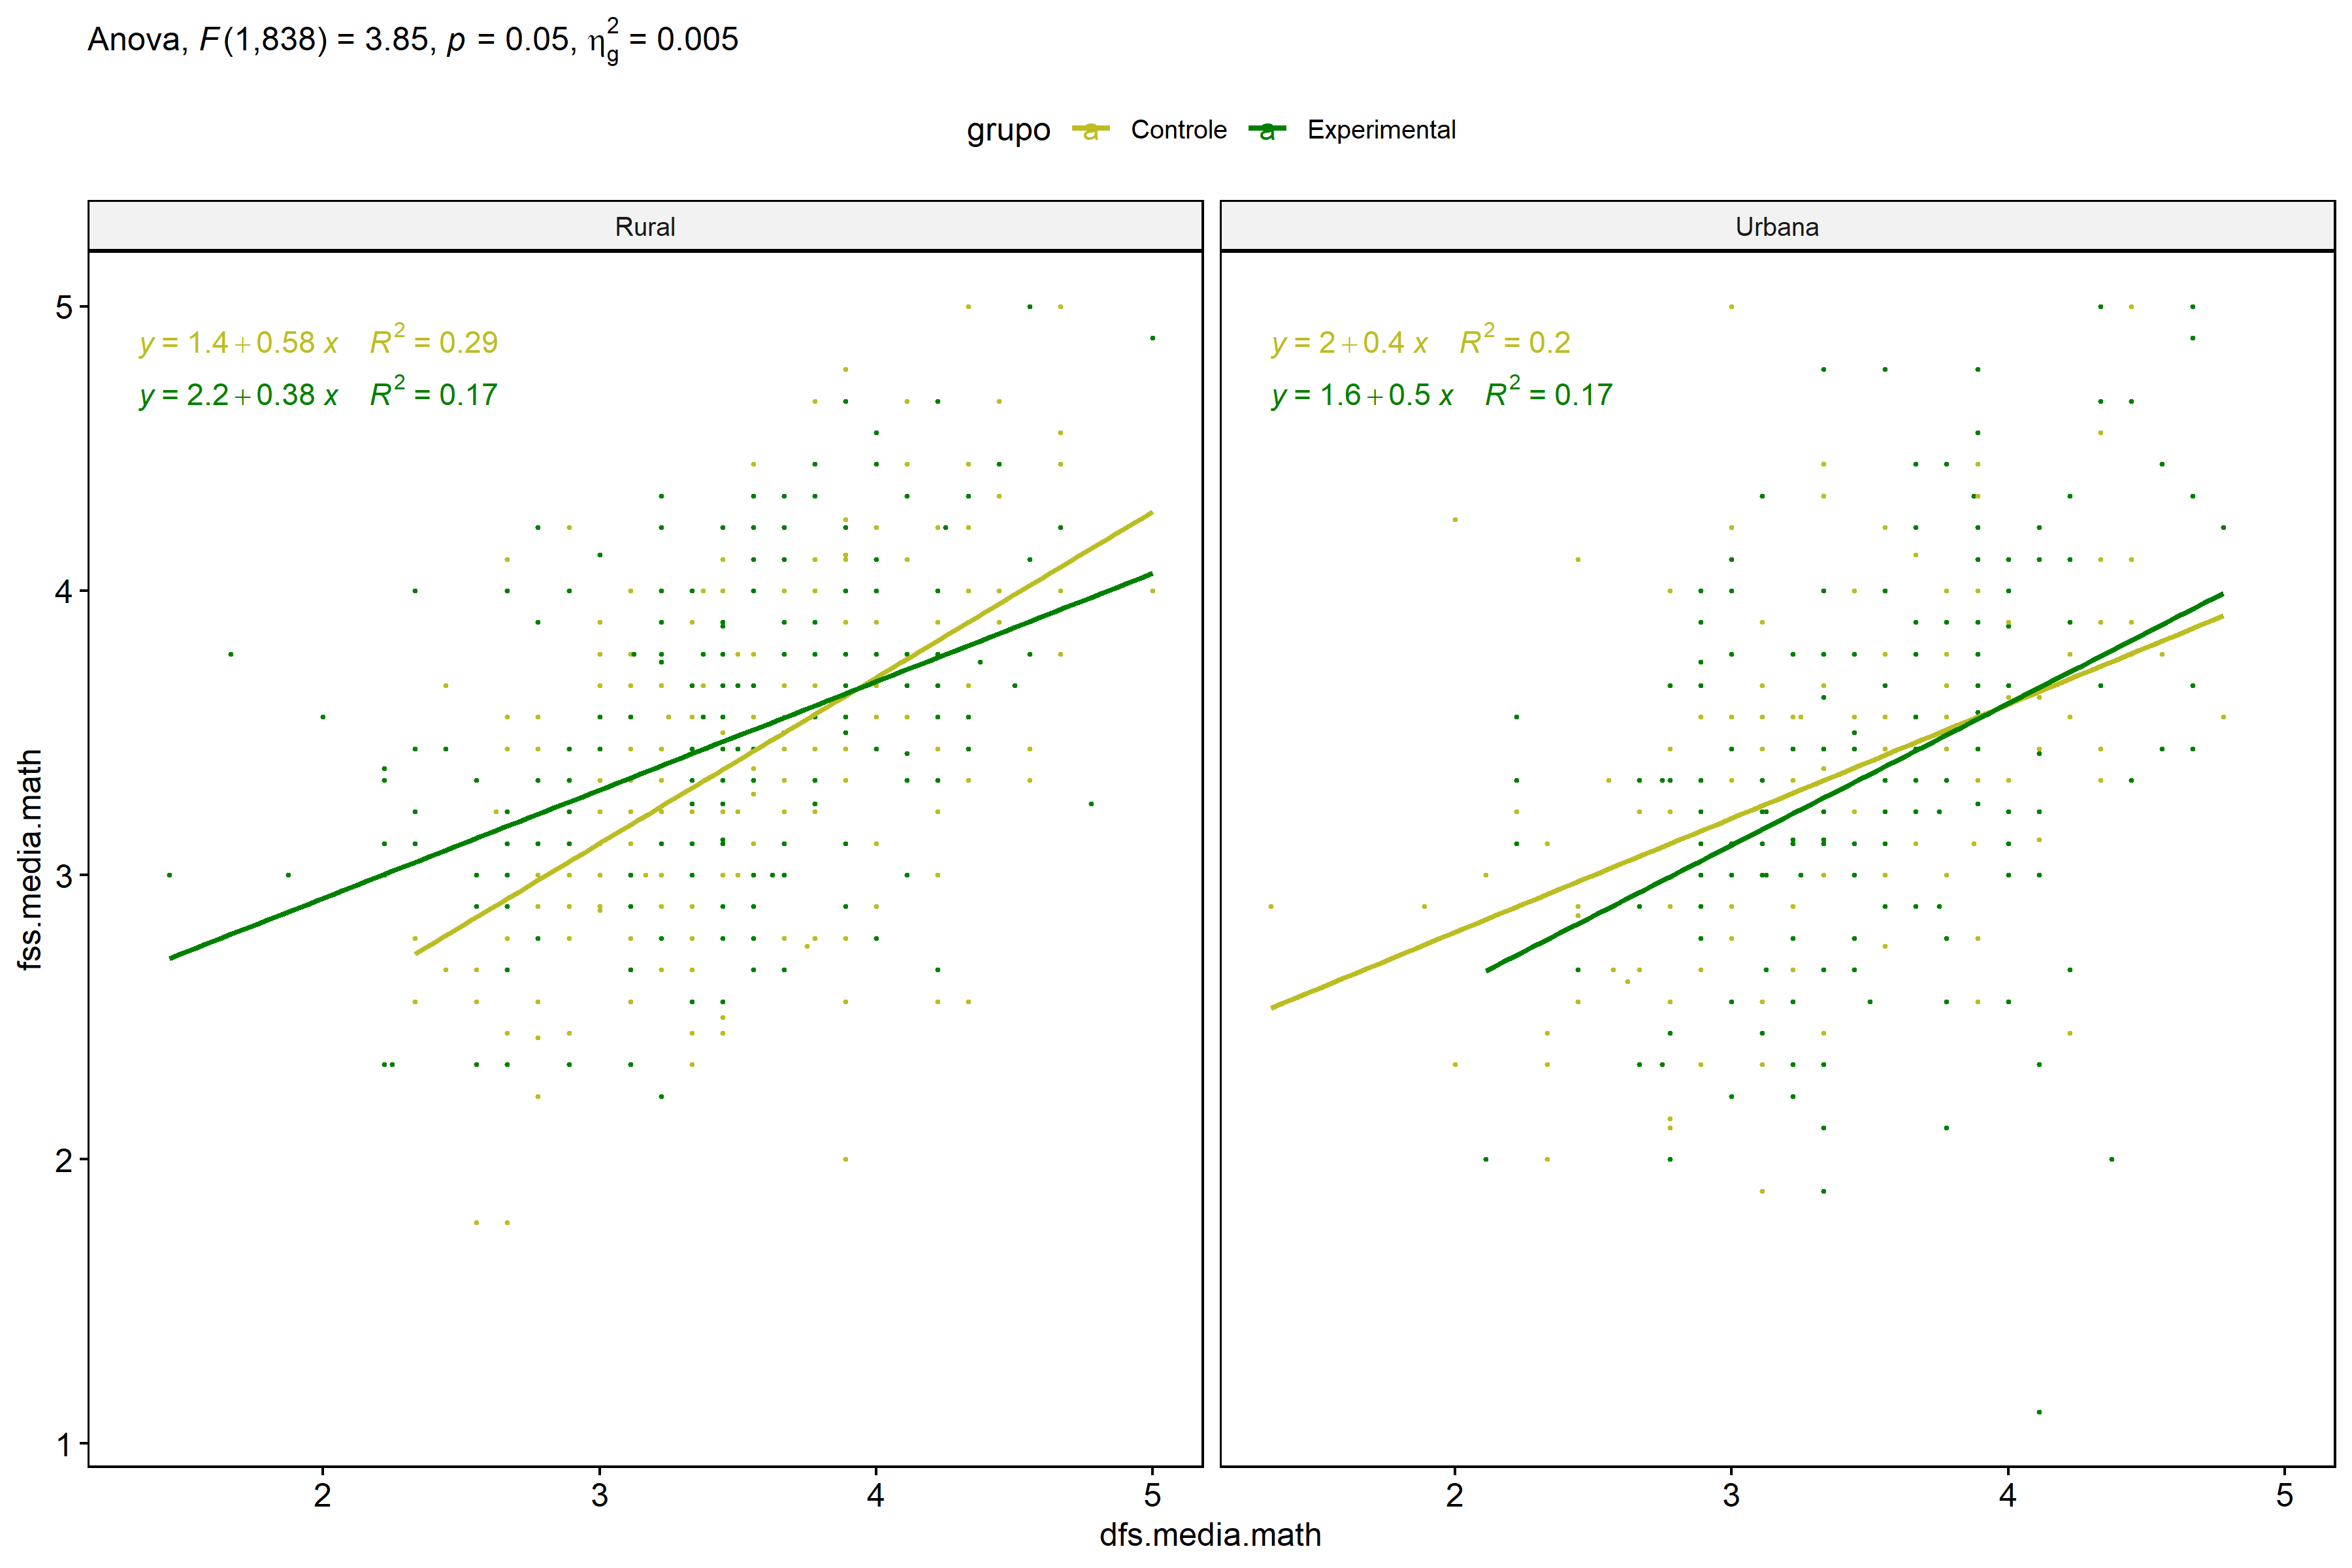 Anova, F(1,838) = 3.85, p = 0.05, η²g = 0.005
grupo a Controle a Experimental
Rural
Urbana
y = 1.4 + 0.58 x R² = 0.29
y = 2.2 + 0.38 x R² = 0.17
y = 2 + 0.4 x R² = 0.2
y = 1.6 + 0.5 x R² = 0.17
5
4
3
2
1
fss.media.math
2 3 4 5
2 3 4 5
dfs.media.math